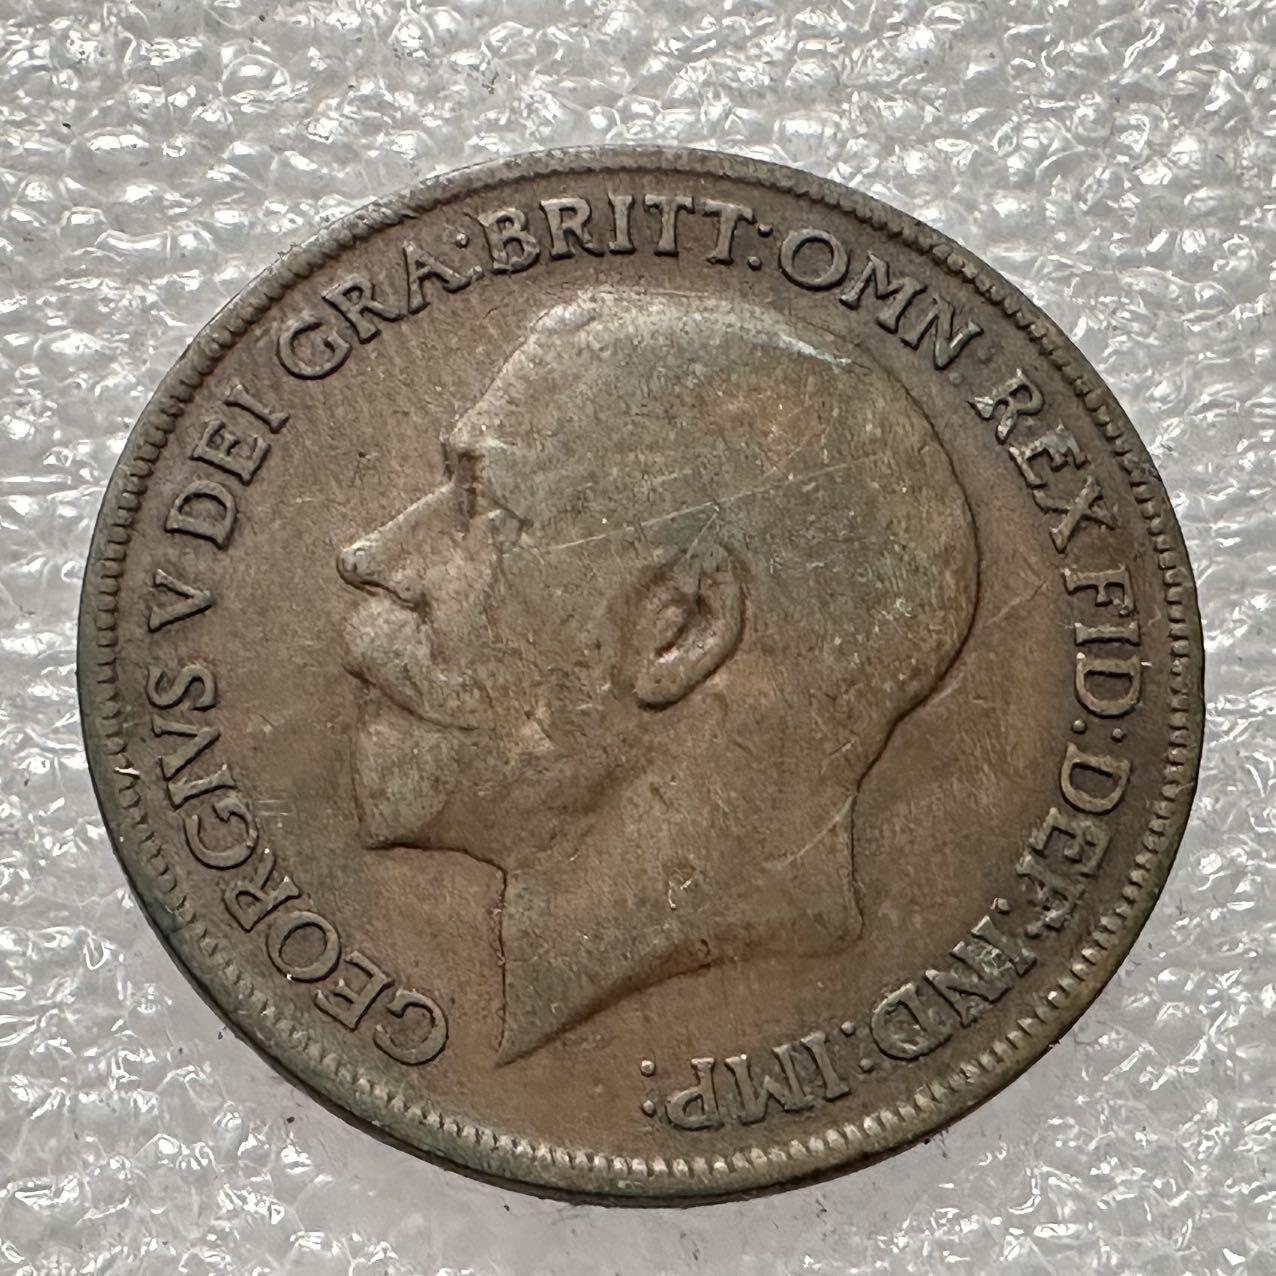 GEORGIVS V DEI GRA:BRITT:OMN:REX FID:DEF:IND:IMP: